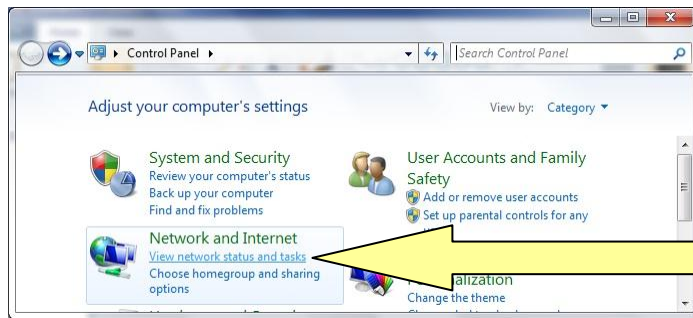 Control Panel
Search Control Panel
Adjust your computer's settings
View by: Category
System and Security
Review your computer's status
Back up your computer
Find and fix problems
Network and Internet
View network status and tasks
Choose homegroup and sharing
options
User Accounts and Family
Safety
Add or remove user accounts
Set up parental controls for any
Change the theme